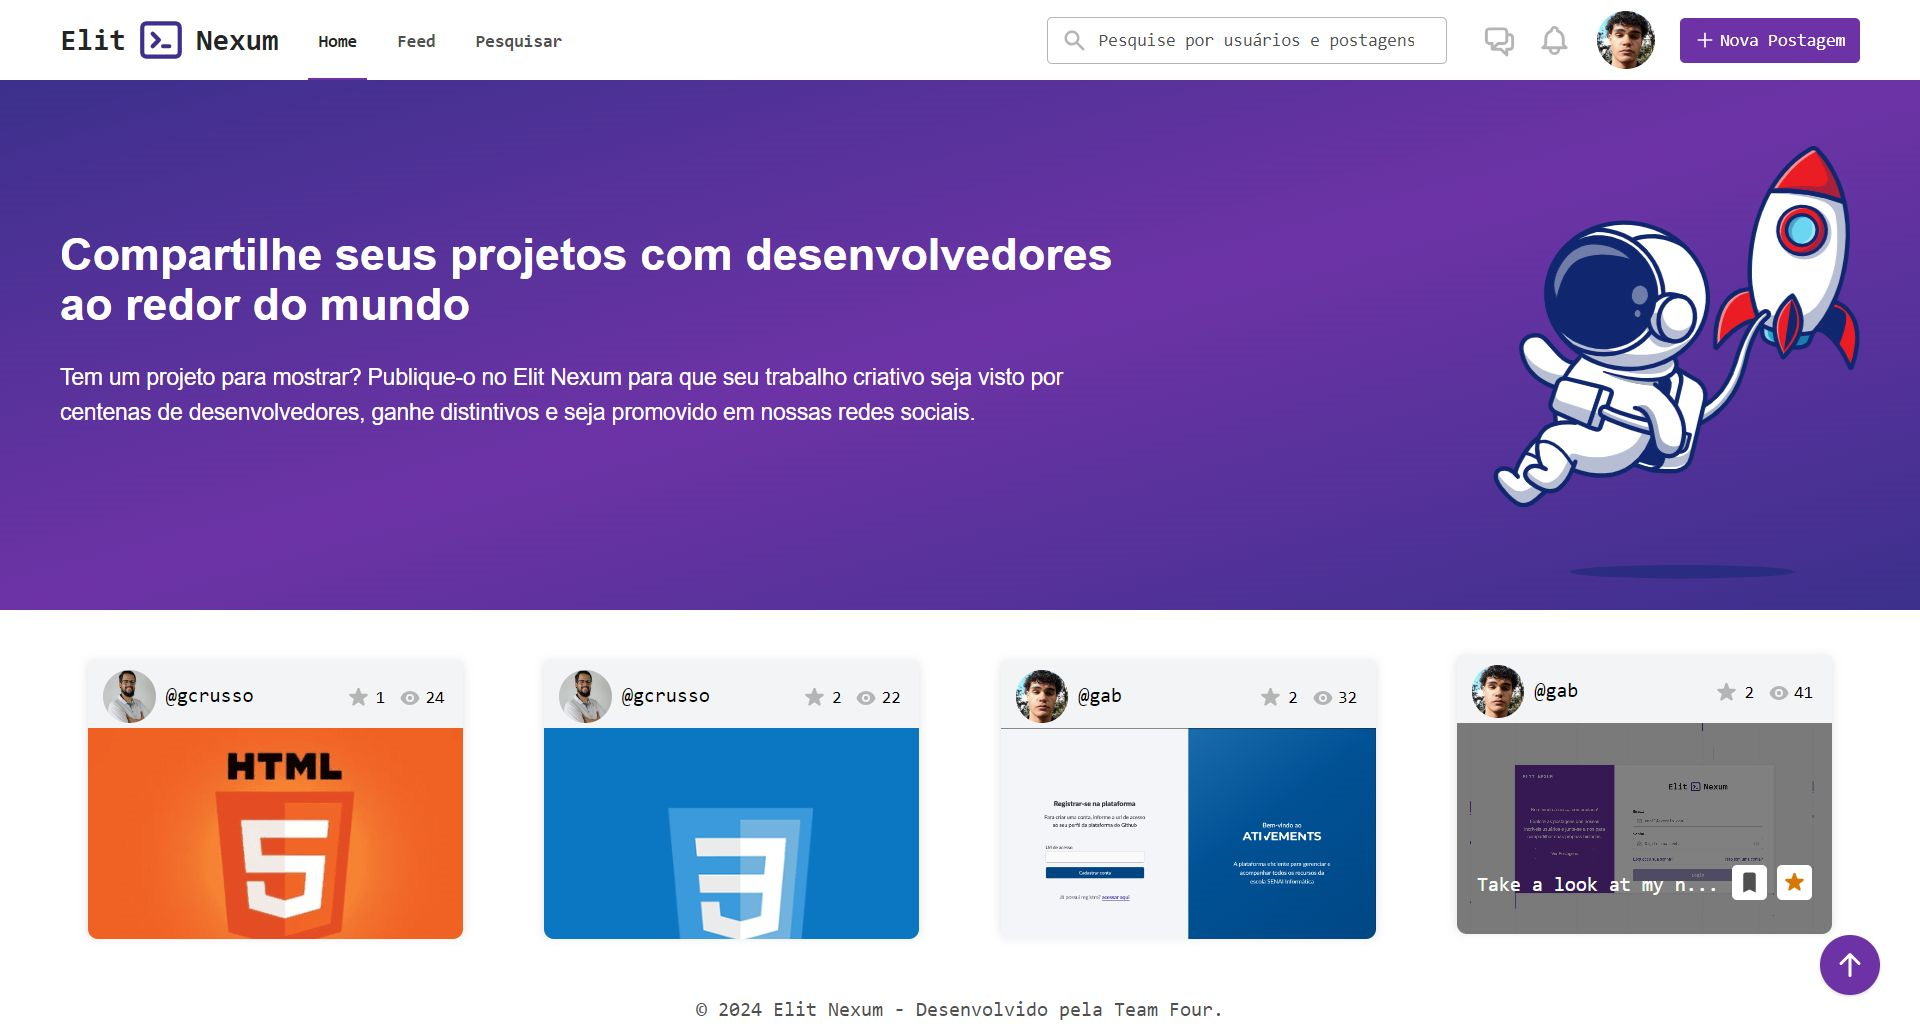 Elit Nexum Home Feed Pesquisar Pesquise por usuários e postagens Nova Postagem
Compartilhe seus projetos com desenvolvedores
ao redor do mundo
Tem um projeto para mostrar? Publique-o no Elit Nexum para que seu trabalho criativo seja visto por
centenas de desenvolvedores, ganhe distintivos e seja promovido em nossas redes sociais.
@gcrusso 1 24
HTML
5
@gcrusso 2 22
3
@gab 2 32
Registrar-se na plataforma
Para criar uma conta, informe a url de acesso
ao seu perfil da plataforma do Github
Url de acesso
Cadastrar conta
Já possui registro? acessar aqui
Bem-vindo ao
ATIVEMENTS
A plataforma eficiente para gerenciar e
acompanhar todos os recursos da
escola SENAI Informática
@gab 2 41
ELIT NEXUM
Elit Nexum
Ver Postagens
Login
Take a look at my n...
© 2024 Elit Nexum - Desenvolvido pela Team Four.